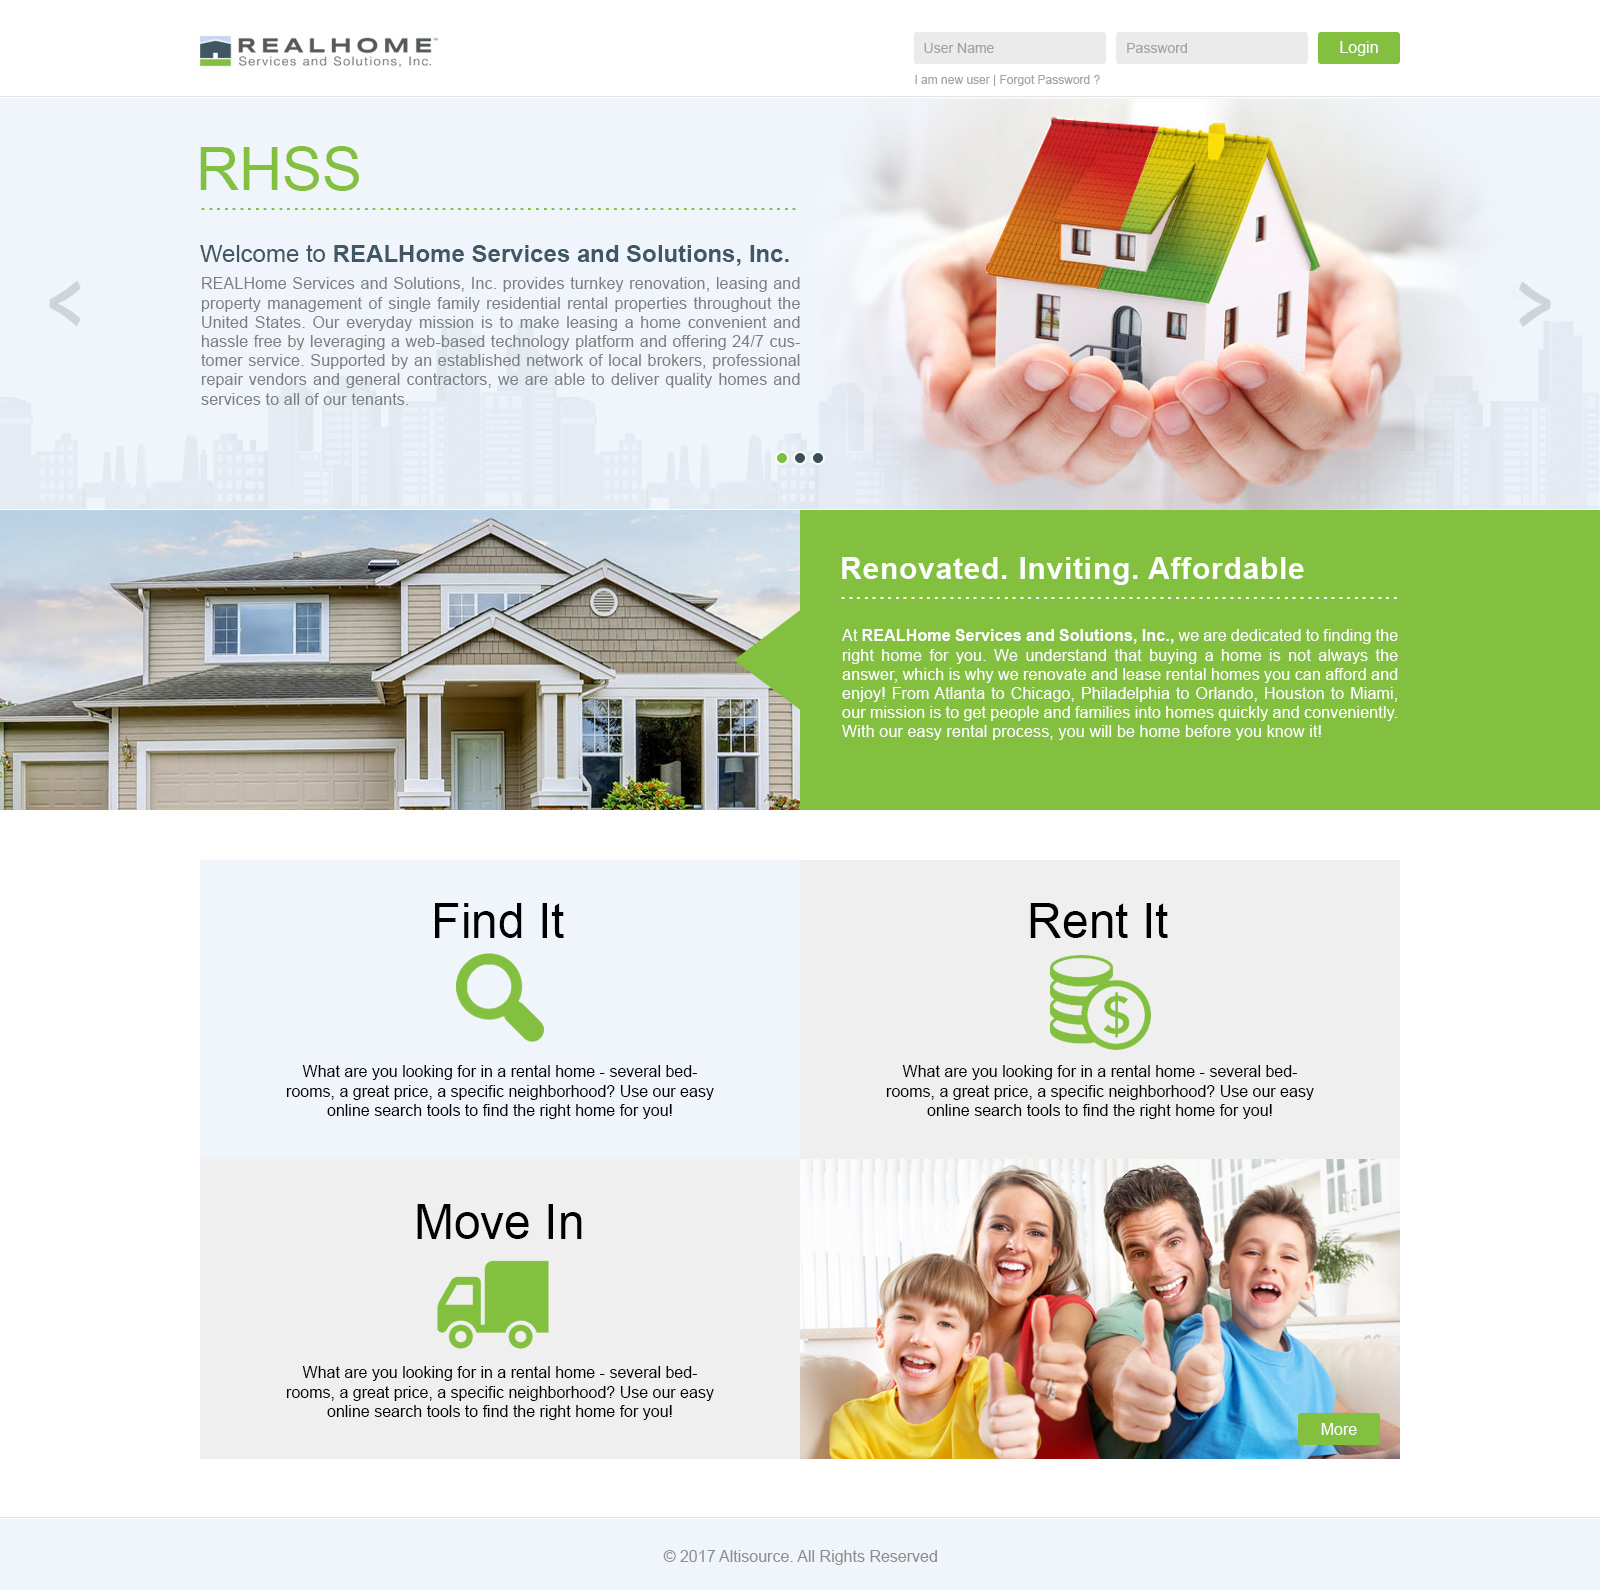 REALHOME™
Services and Solutions, Inc.
User Name
Password
Login
I am new user | Forgot Password ?
RHSS
Welcome to REALHome Services and Solutions, Inc.
REALHome Services and Solutions, Inc. provides turnkey renovation, leasing and
property management of single family residential rental properties throughout the
United States. Our everyday mission is to make leasing a home convenient and
hassle free by leveraging a web-based technology platform and offering 24/7 cus-
tomer service. Supported by an established network of local brokers, professional
repair vendors and general contractors, we are able to deliver quality homes and
services to all of our tenants.
Renovated. Inviting. Affordable
At REALHome Services and Solutions, Inc., we are dedicated to finding the
right home for you. We understand that buying a home is not always the
answer, which is why we renovate and lease rental homes you can afford and
enjoy! From Atlanta to Chicago, Philadelphia to Orlando, Houston to Miami,
our mission is to get people and families into homes quickly and conveniently.
With our easy rental process, you will be home before you know it!
Find It
What are you looking for in a rental home - several bed-
rooms, a great price, a specific neighborhood? Use our easy
online search tools to find the right home for you!
Rent It
$
What are you looking for in a rental home - several bed-
rooms, a great price, a specific neighborhood? Use our easy
online search tools to find the right home for you!
Move In
What are you looking for in a rental home - several bed-
rooms, a great price, a specific neighborhood? Use our easy
online search tools to find the right home for you!
More
© 2017 Altisource. All Rights Reserved